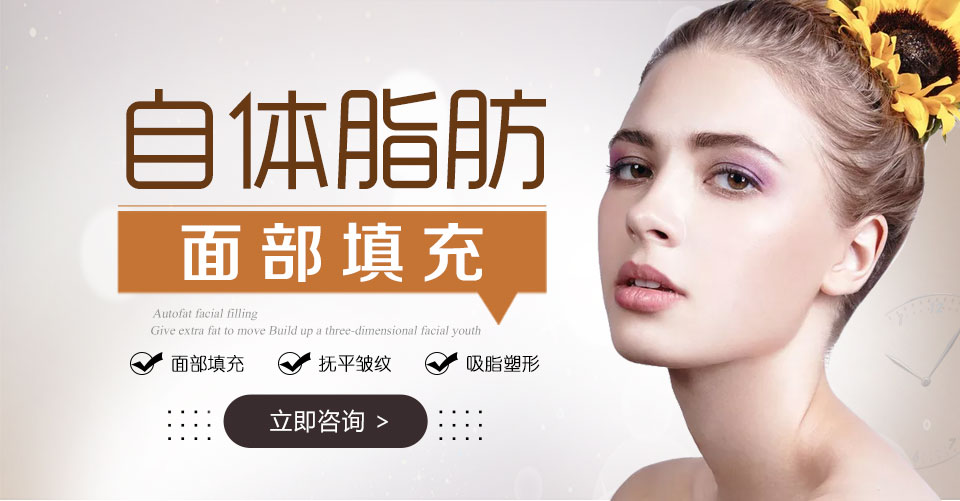 自体脂肪
面部填充
Autofat facial filling
Give extra fat to move Build up a three-dimensional facial youth
面部填充 抚平皱纹 吸脂塑形
立即咨询 >